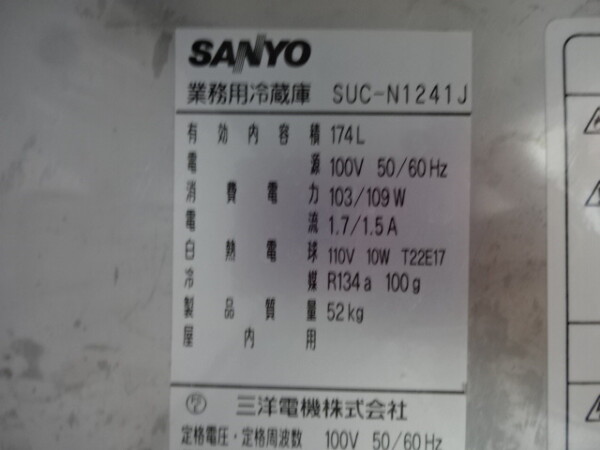 SANYO
業務用冷蔵庫 SUC-N1241J
有効内容積 174L
電源 100V 50/60Hz
消費電力 103/109W
電流 1.7/1.5A
白熱電球 110V 10W T22E17
冷媒 R134a 100g
製品質量 52kg
屋内用
三洋電機株式会社
定格電圧・定格周波数 100V 50/60Hz